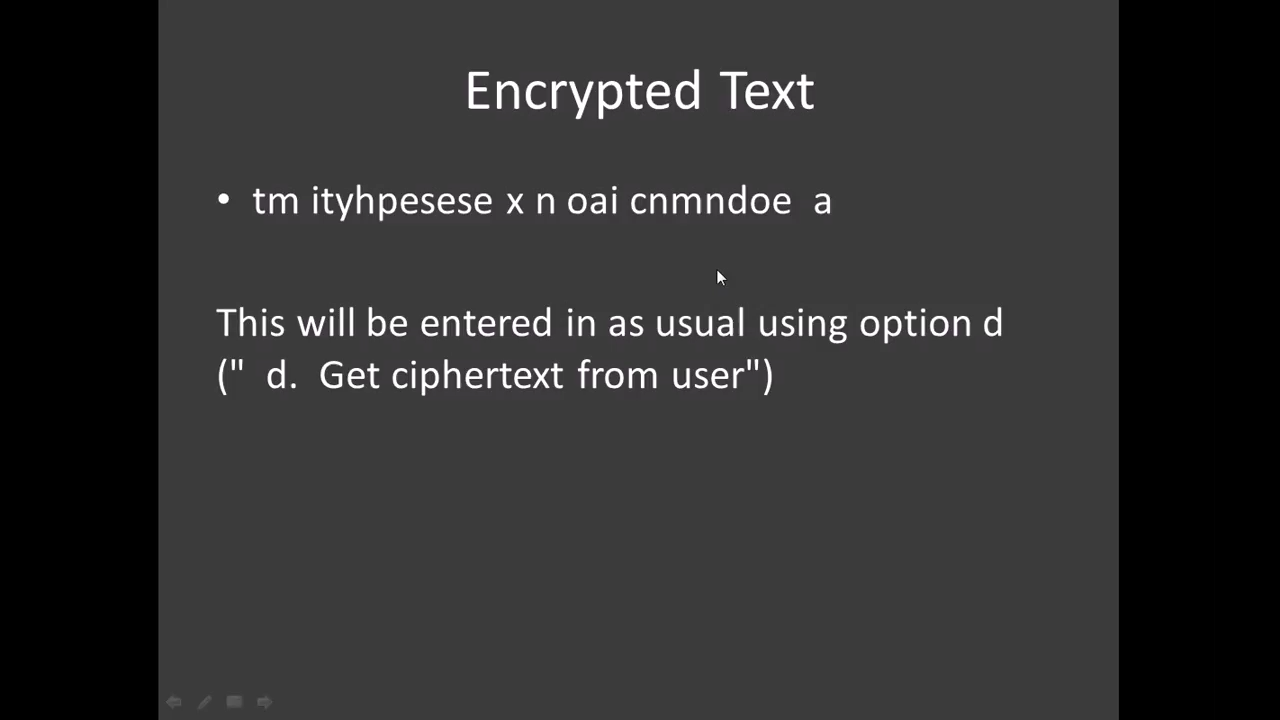 Encrypted Text
• tm ityhpesese x n oai cnmndoe  a
This will be entered in as usual using option d
("  d.  Get ciphertext from user")